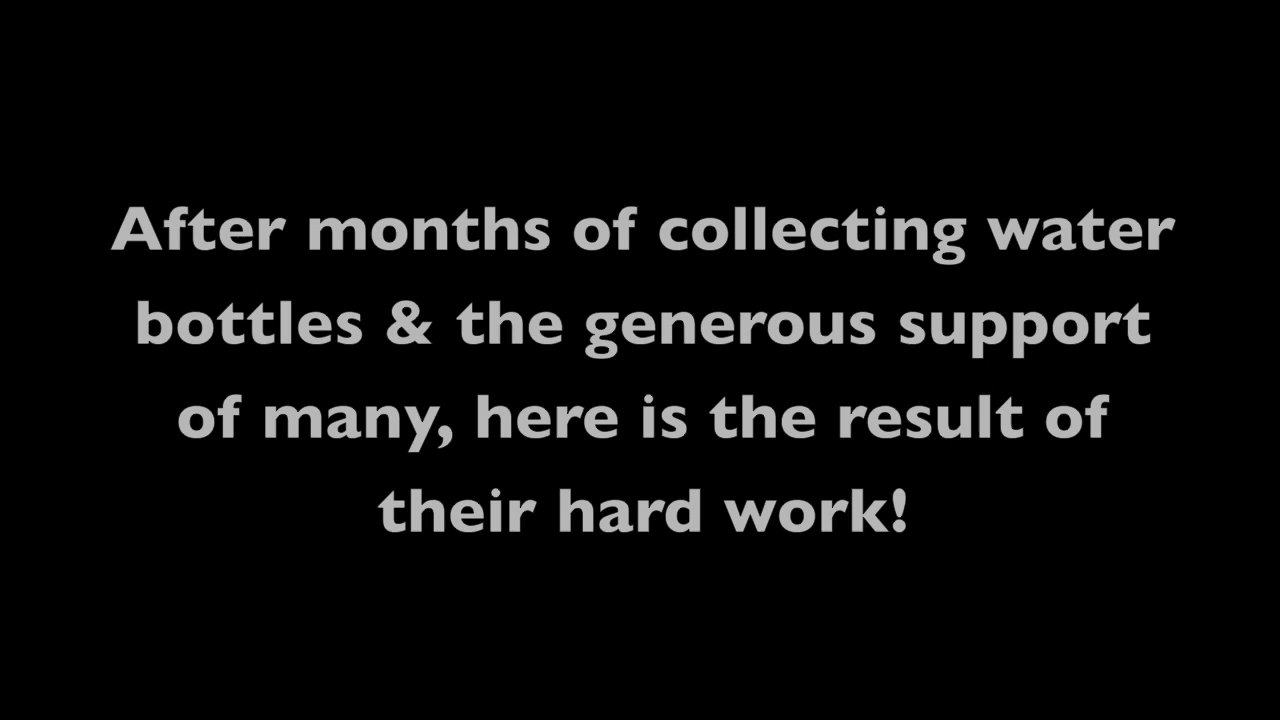 After months of collecting water
bottles & the generous support
of many, here is the result of
their hard work!